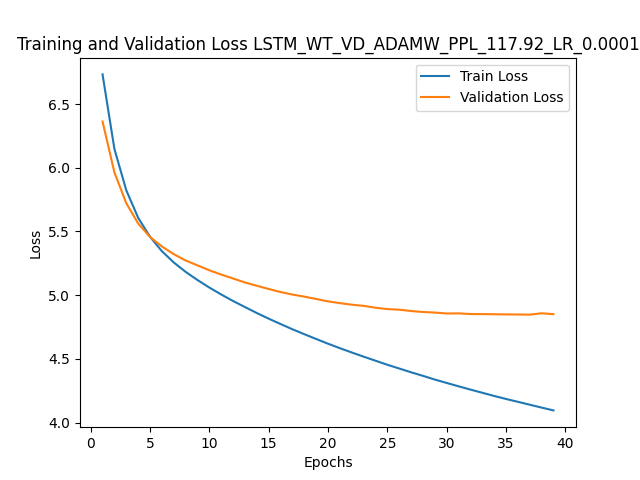 Training and Validation Loss LSTM_WT_VD_ADAMW_PPL_117.92_LR_0.0001
Train Loss
Validation Loss
6.5
6.0
5.5
5.0
4.5
4.0
Loss
0 5 10 15 20 25 30 35 40
Epochs